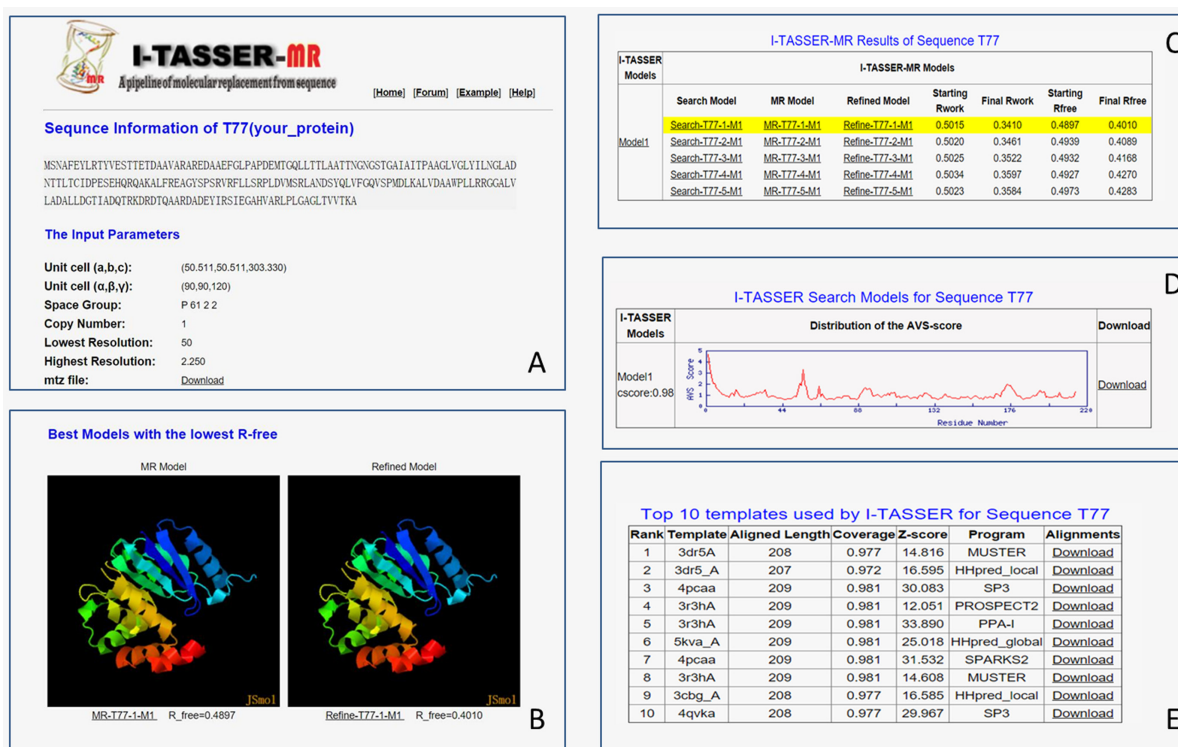 I-TASSER-MR
MR
A pipeline of molecular replacement from sequence
[Home] [Forum] [Example] [Help]
Sequnce Information of T77(your_protein)
MSNAFEYLRTYVESTTETDAAVARAREDAAEFGLPAPDEMTGQLLTTLAATTNGNGSTGAIAITPAAGLVGLYILNGLAD
NTTLTCIDPESEHQRQAKALFREAGYSPSRVRFLLSRPLDVMSRLANDSYQLVFGQVSPMDLKALVDAAWPLLRRGGALV
LADALLDGTIADQTRKDRDTQAARDADEYIRSIEGAHVARLPLGAGLTVVTKA
The Input Parameters
Unit cell (a,b,c): (50.511,50.511,303.330)
Unit cell (α,β,γ): (90,90,120)
Space Group: P 61 2 2
Copy Number: 1
Lowest Resolution: 50
Highest Resolution: 2.250
mtz file: Download
A
Best Models with the lowest R-free
MR Model Refined Model
JSmol JSmol
MR-T77-1-M1 R_free=0.4897 Refine-T77-1-M1 R_free=0.4010
B
C
I-TASSER-MR Results of Sequence T77
I-TASSER Models I-TASSER-MR Models
Search Model MR Model Refined Model Starting Rwork Final Rwork Starting Rfree Final Rfree
Model1
Search-T77-1-M1 MR-T77-1-M1 Refine-T77-1-M1 0.5015 0.3410 0.4897 0.4010
Search-T77-2-M1 MR-T77-2-M1 Refine-T77-2-M1 0.5020 0.3461 0.4939 0.4089
Search-T77-3-M1 MR-T77-3-M1 Refine-T77-3-M1 0.5025 0.3522 0.4932 0.4168
Search-T77-4-M1 MR-T77-4-M1 Refine-T77-4-M1 0.5034 0.3597 0.4927 0.4270
Search-T77-5-M1 MR-T77-5-M1 Refine-T77-5-M1 0.5023 0.3584 0.4973 0.4283
D
I-TASSER Search Models for Sequence T77
I-TASSER Models Distribution of the AVS-score Download
Model1
cscore:0.98
AVS Score
5
4
3
2
1
0
0 44 88 132 176 220
Residue Number
Download
Top 10 templates used by I-TASSER for Sequence T77
Rank Template Aligned Length Coverage Z-score Program Alignments
1 3dr5A 208 0.977 14.816 MUSTER Download
2 3dr5_A 207 0.972 16.595 HHpred_local Download
3 4pcaa 209 0.981 30.083 SP3 Download
4 3r3hA 209 0.981 12.051 PROSPECT2 Download
5 3r3hA 209 0.981 33.890 PPA-I Download
6 5kva_A 209 0.981 25.018 HHpred_global Download
7 4pcaa 209 0.981 31.532 SPARKS2 Download
8 3r3hA 209 0.981 14.608 MUSTER Download
9 3cbg_A 208 0.977 16.585 HHpred_local Download
10 4qvka 208 0.977 29.967 SP3 Download
E